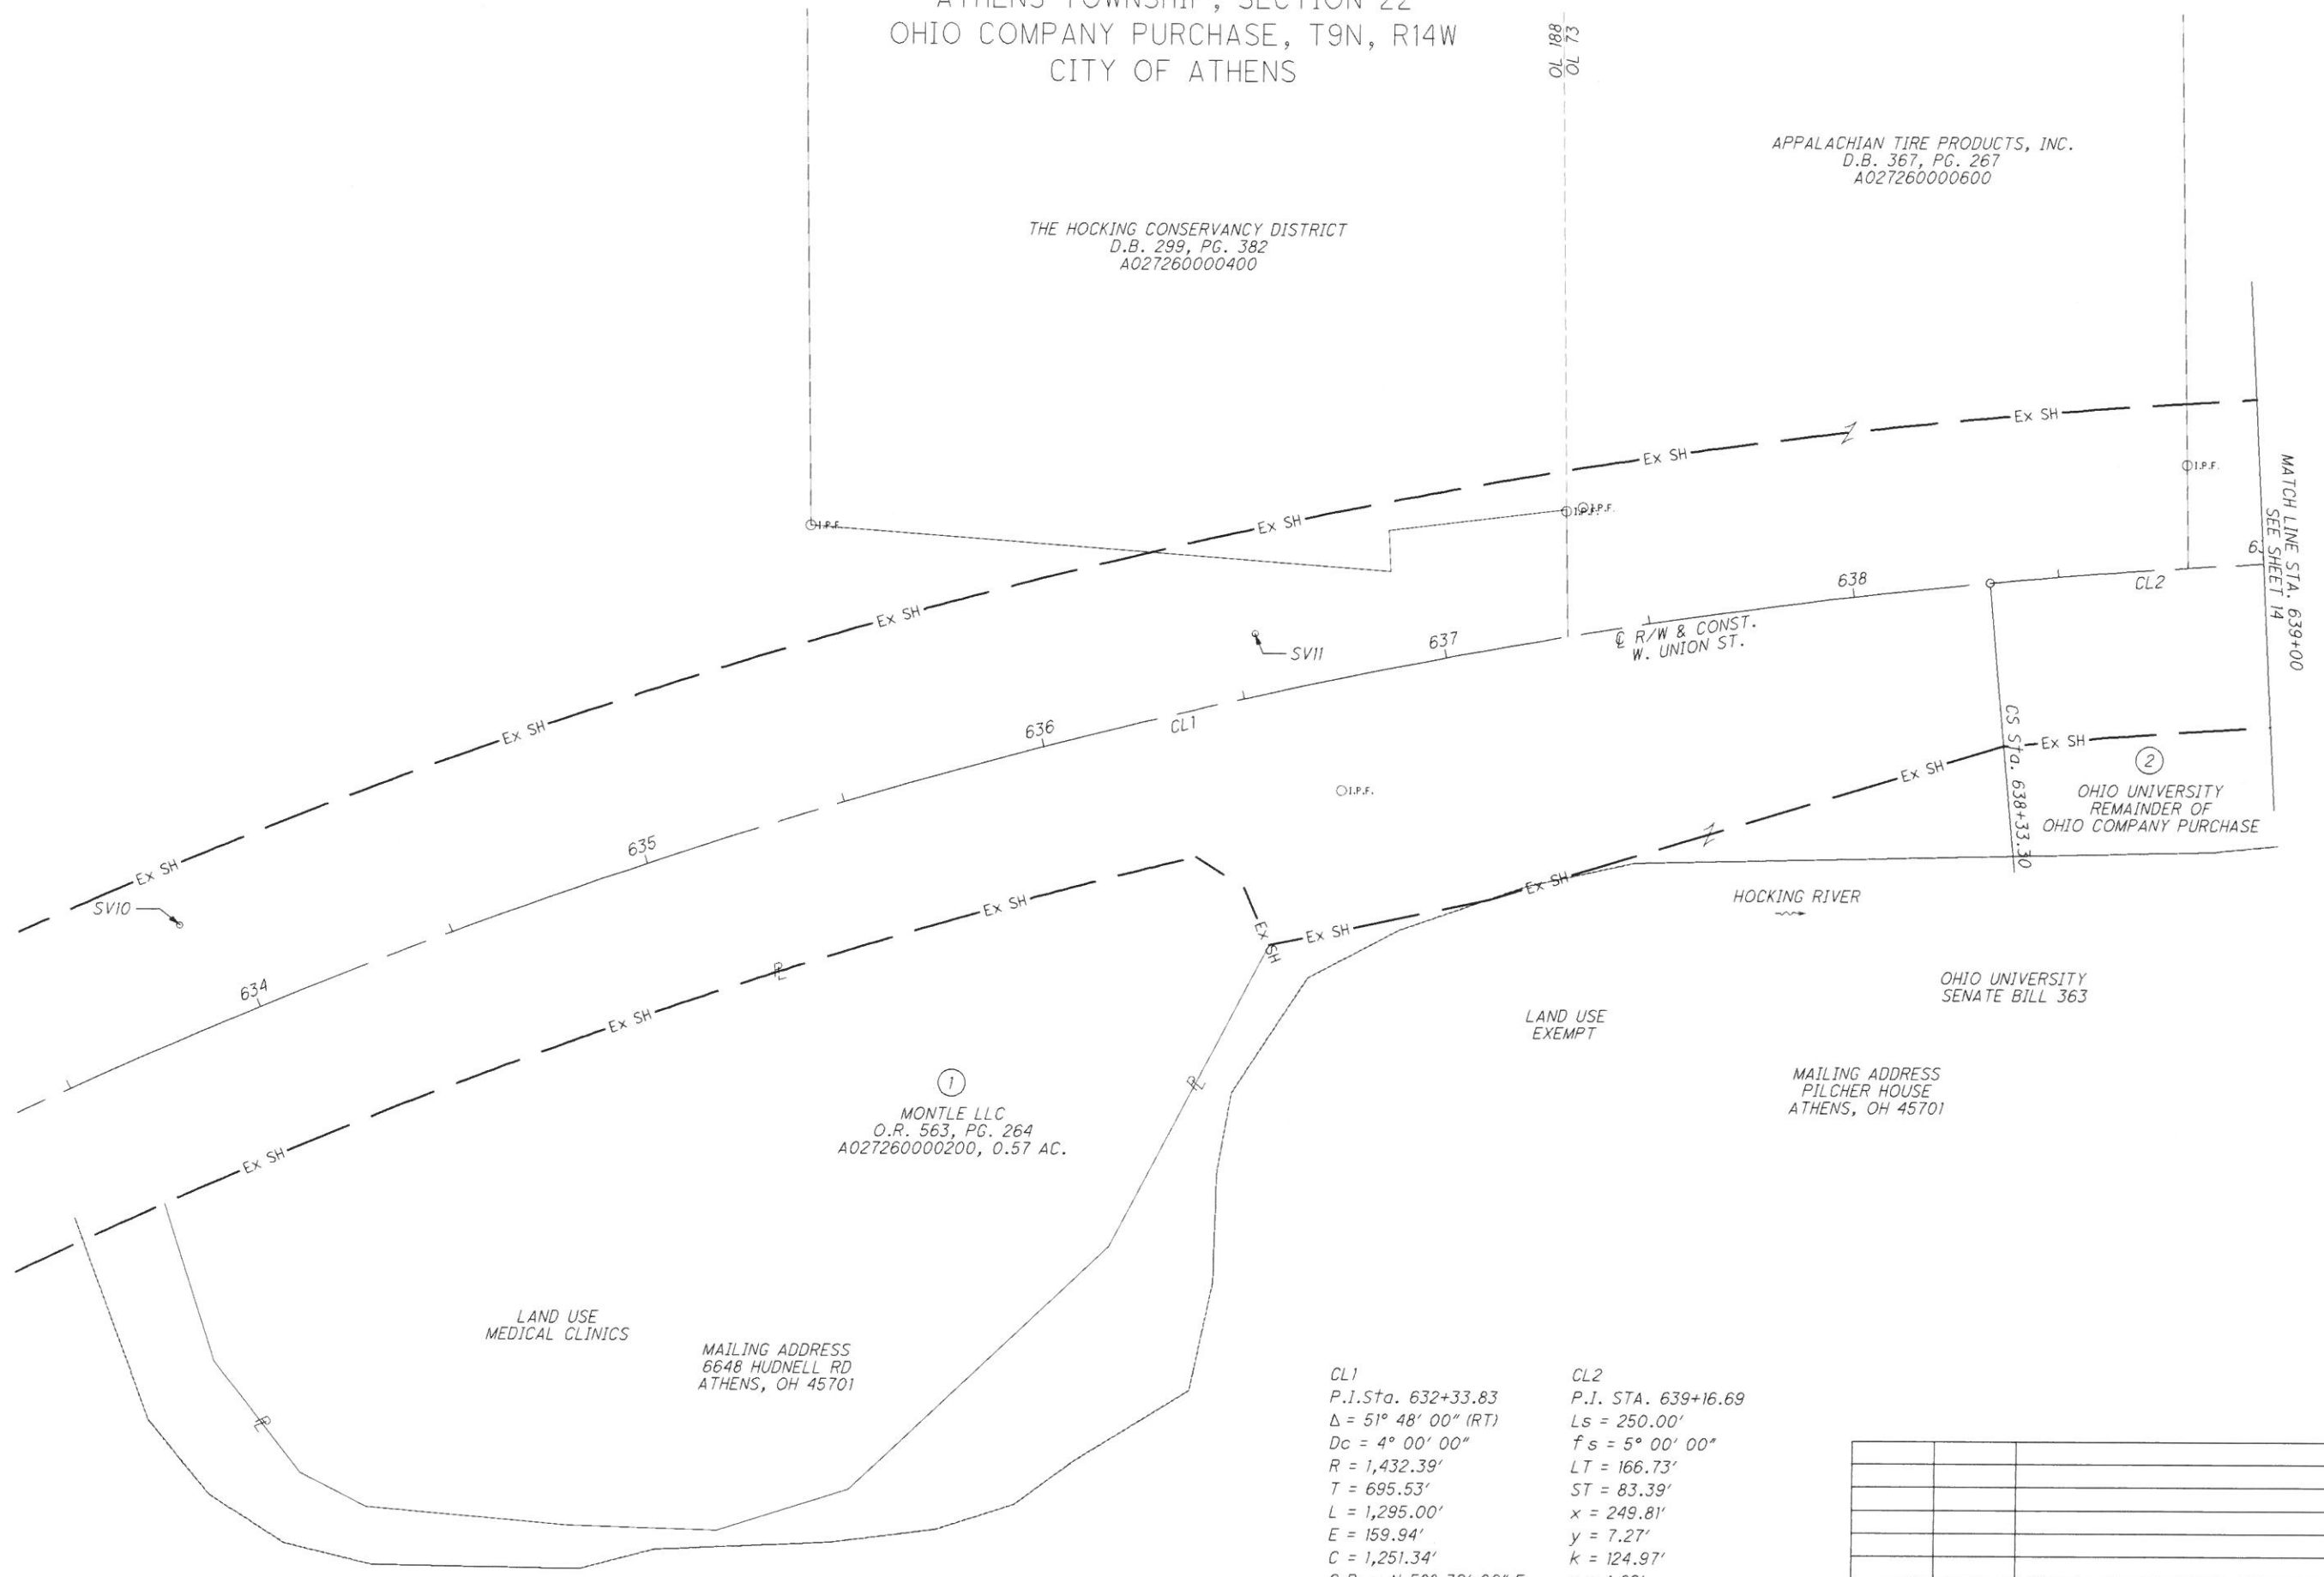 ATHENS TOWNSHIP, SECTION 22
OHIO COMPANY PURCHASE, T9N, R14W
CITY OF ATHENS
OL 188
OL 73
APPALACHIAN TIRE PRODUCTS, INC.
D.B. 367, PG. 267
A027260000600
THE HOCKING CONSERVANCY DISTRICT
D.B. 299, PG. 382
A027260000400
Ex SH
Ex SH
Ex SH
Ex SH
Ex SH
Ex SH
I.P.F.
I.P.F.
I.P.F.
I.P.F.
MATCH LINE STA. 639+00
SEE SHEET 14
634
635
636
637
638
CL1
CL2
℄ R/W & CONST.
W. UNION ST.
SV10
SV11
I.P.F.
CS Sta. 638+33.30
Ex SH
Ex SH
Ex SH
Ex SH
Ex SH
Ex SH
Ex SH
Ex SH
2
OHIO UNIVERSITY
REMAINDER OF
OHIO COMPANY PURCHASE
HOCKING RIVER
OHIO UNIVERSITY
SENATE BILL 363
LAND USE
EXEMPT
MAILING ADDRESS
PILCHER HOUSE
ATHENS, OH 45701
1
MONTLE LLC
O.R. 563, PG. 264
A027260000200, 0.57 AC.
PL
PL
PL
LAND USE
MEDICAL CLINICS
MAILING ADDRESS
6648 HUDNELL RD
ATHENS, OH 45701
CL1
P.I.Sta. 632+33.83
Δ = 51° 48' 00" (RT)
Dc = 4° 00' 00"
R = 1,432.39'
T = 695.53'
L = 1,295.00'
E = 159.94'
C = 1,251.34'
CL2
P.I. STA. 639+16.69
Ls = 250.00'
fs = 5° 00' 00"
LT = 166.73'
ST = 83.39'
x = 249.81'
y = 7.27'
k = 124.97'